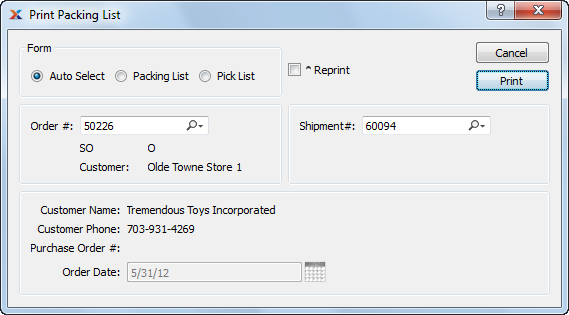 Print Packing List
Form
Auto Select Packing List Pick List
^ Reprint
Cancel
Print
Order #: 50226
SO O
Customer: Olde Towne Store 1
Shipment#: 60094
Customer Name: Tremendous Toys Incorporated
Customer Phone: 703-931-4269
Purchase Order #:
Order Date: 5/31/12